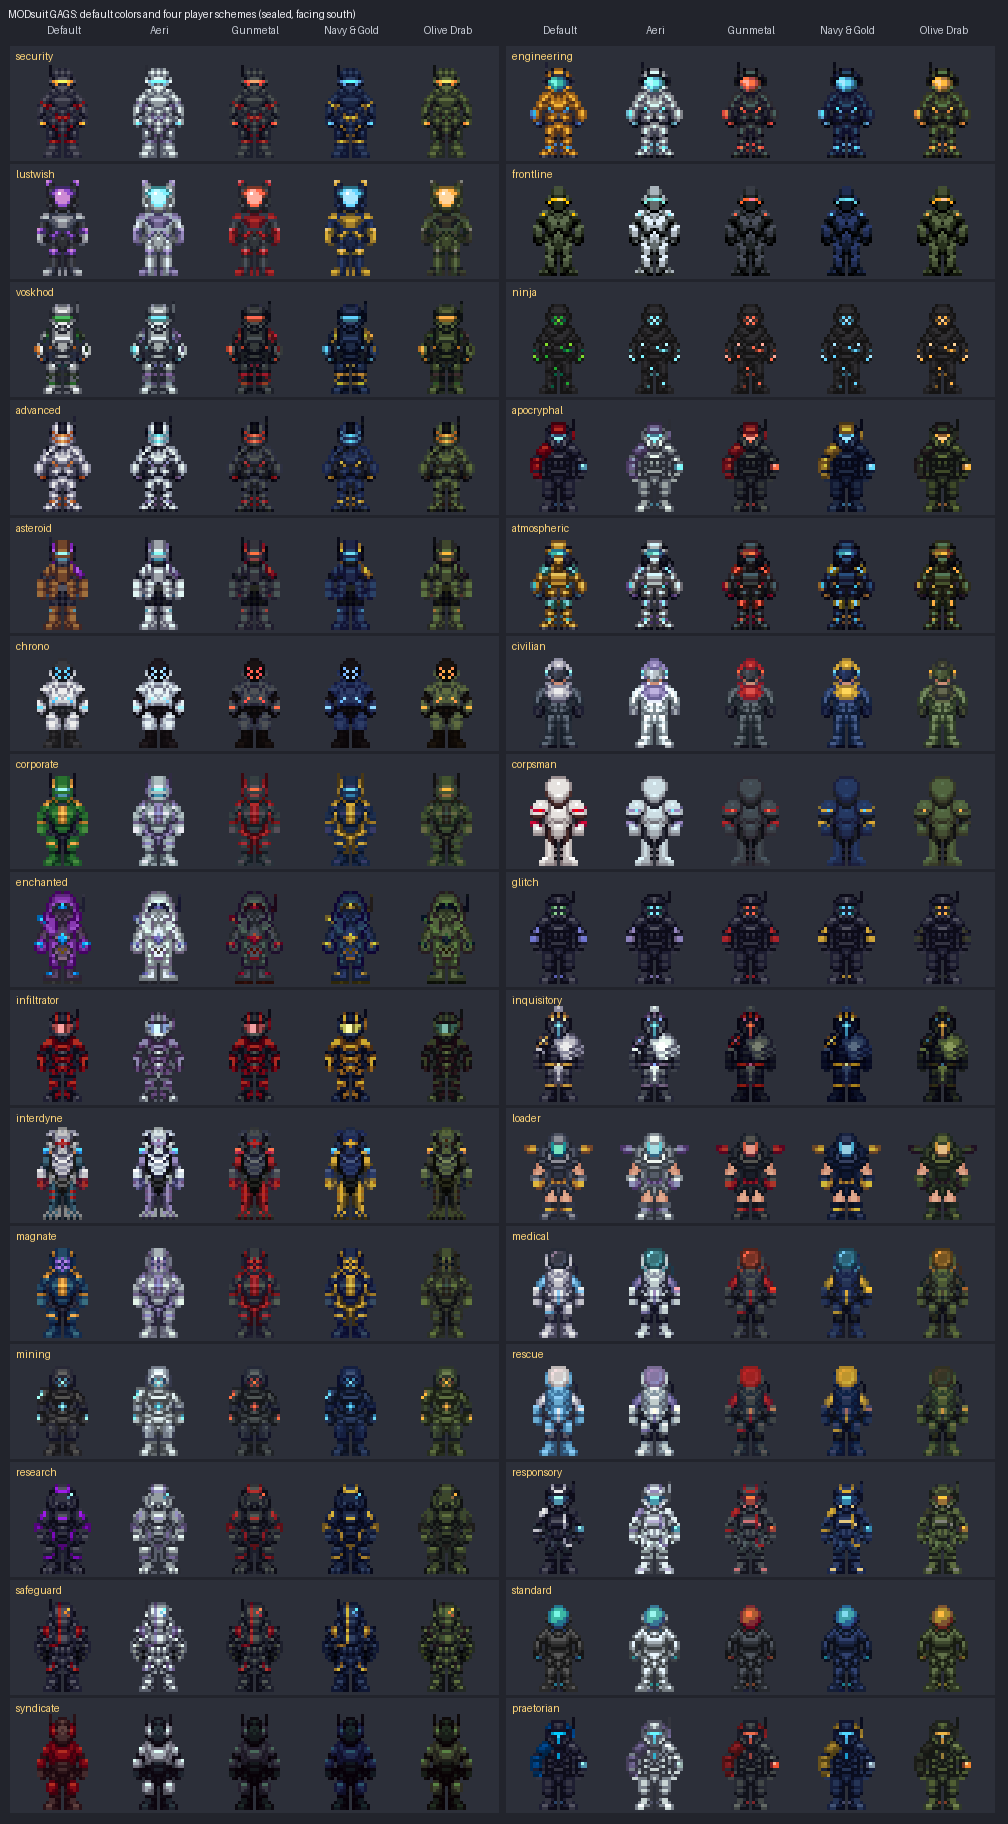 MODsuit GAGS: default colors and four player schemes (sealed, facing south)
Default Aeri Gunmetal Navy & Gold Olive Drab Default Aeri Gunmetal Navy & Gold Olive Drab
security engineering
lustwish frontline
voskhod ninja
advanced apocryphal
asteroid atmospheric
chrono civilian
corporate corpsman
enchanted glitch
infiltrator inquisitory
interdyne loader
magnate medical
mining rescue
research responsory
safeguard standard
syndicate praetorian